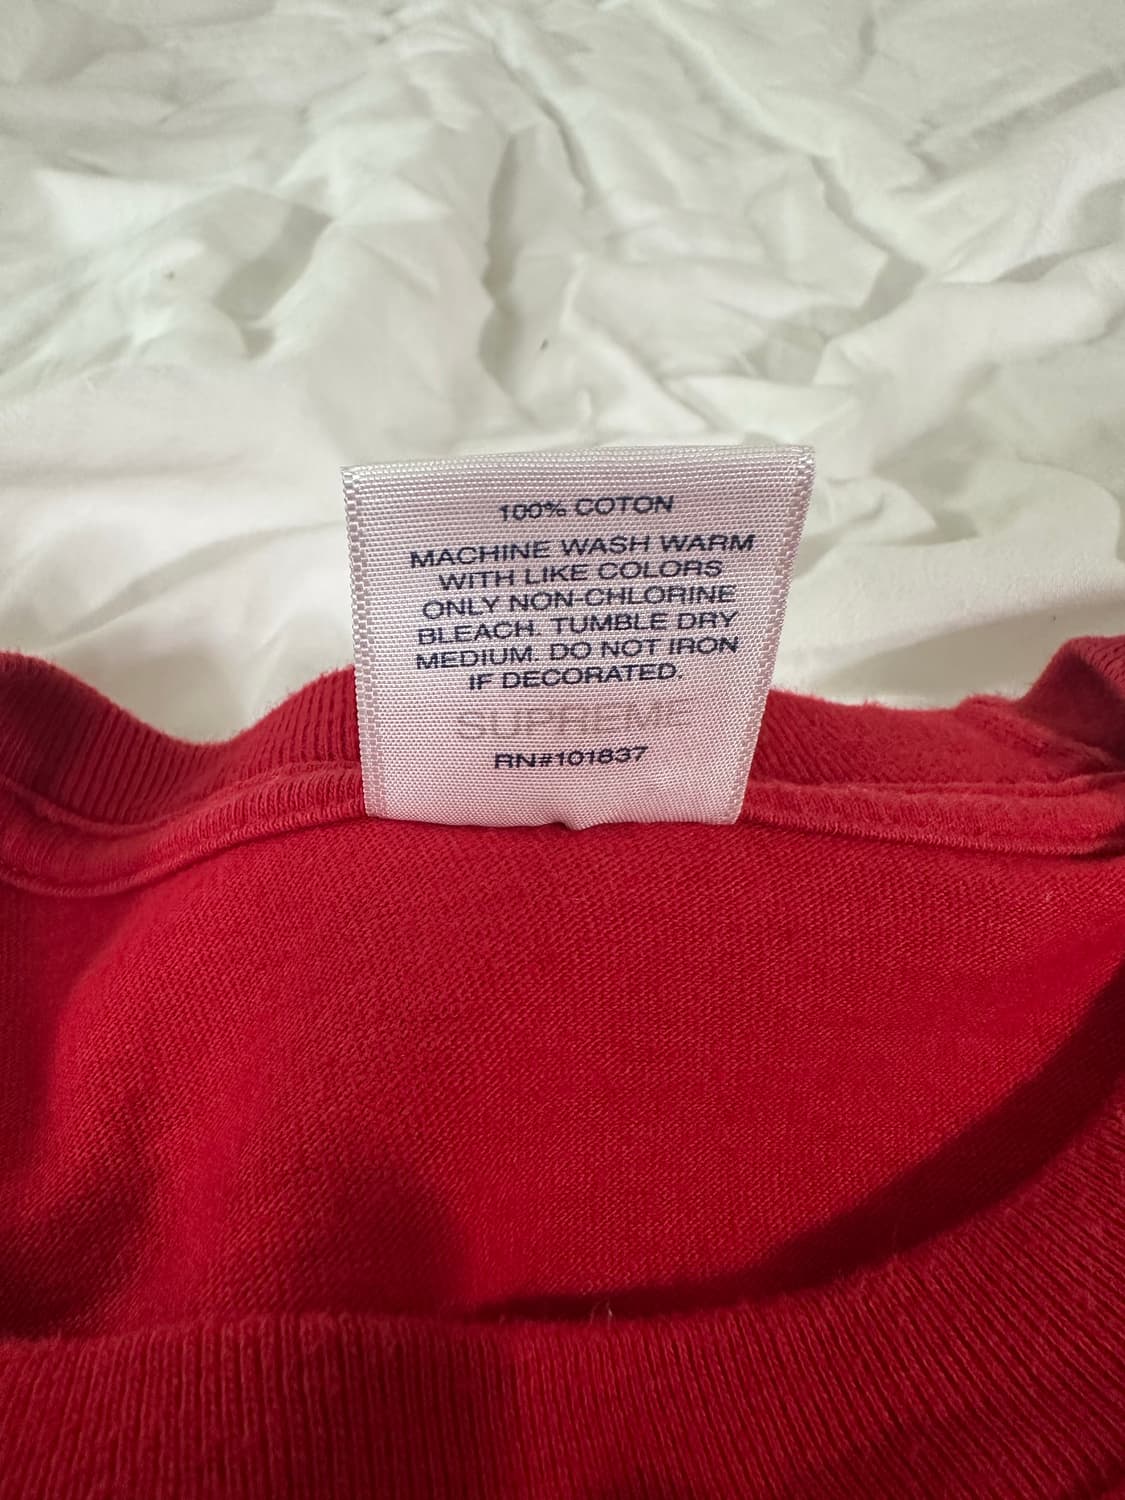 100% COTON
MACHINE WASH WARM
WITH LIKE COLORS
ONLY NON-CHLORINE
BLEACH. TUMBLE DRY
MEDIUM. DO NOT IRON
IF DECORATED.
SUPREME
RN#101837